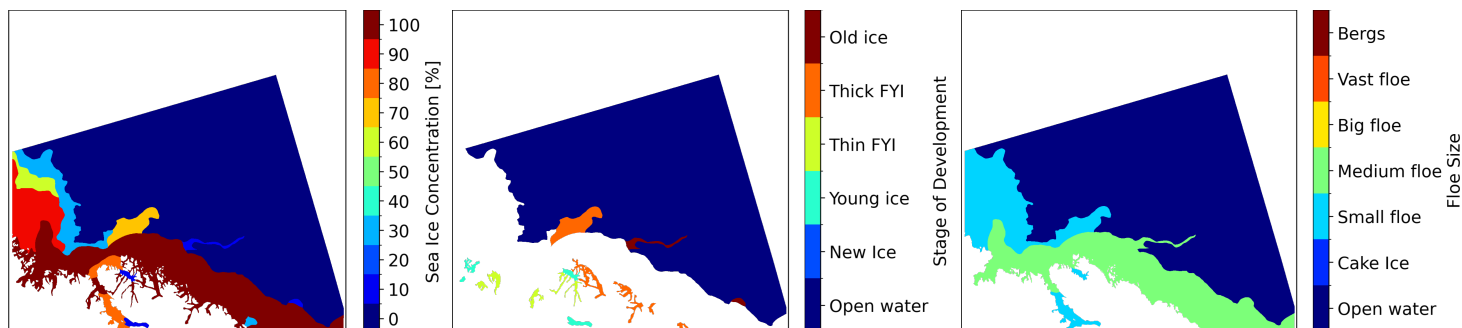 100
90
80
70
60
50
40
30
20
10
0
Sea Ice Concentration [%]
Old ice
Thick FYI
Thin FYI
Young ice
New Ice
Open water
Stage of Development
Bergs
Vast floe
Big floe
Medium floe
Small floe
Cake Ice
Open water
Floe Size